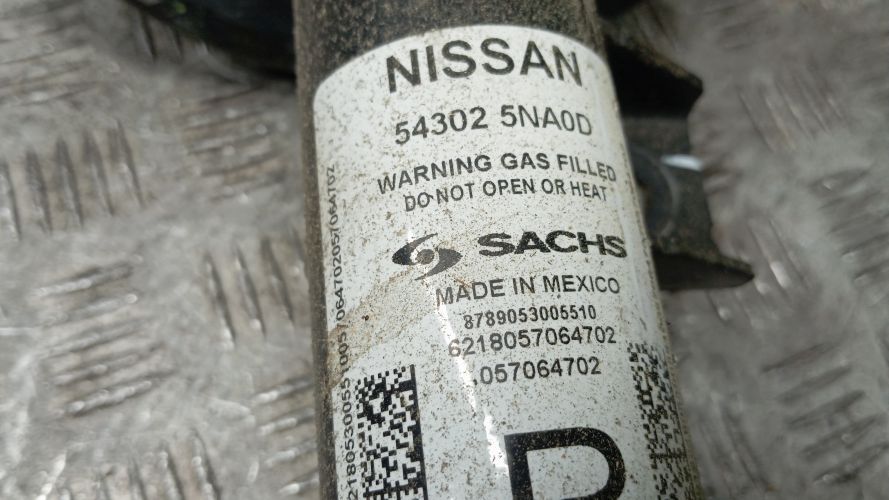 NISSAN
54302 5NA0D
WARNING GAS FILLED
DO NOT OPEN OR HEAT
SACHS
MADE IN MEXICO
8789053005510
6218057064702
057064702
R